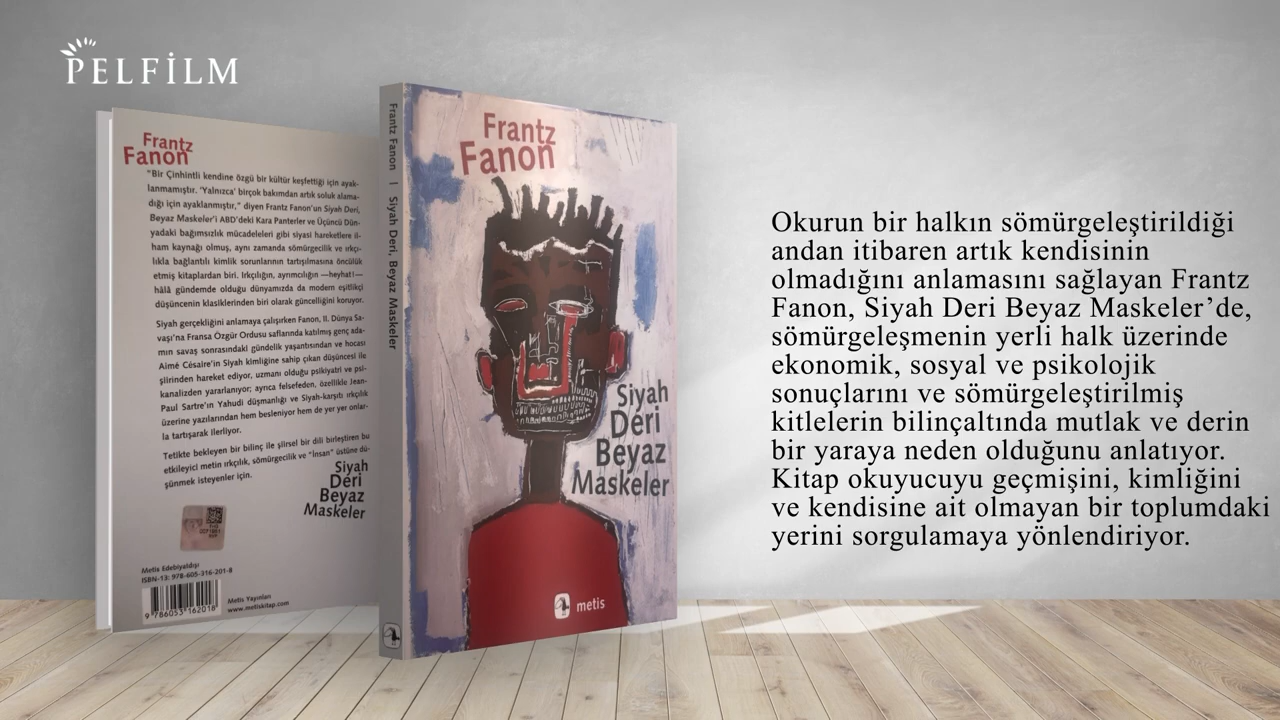 PELFİLM
Frantz
Fanon
"Bir Çinhintli kendine özgü bir kültür keşfettiği için ayak-
lanmamıştır. 'Yalnızca' birçok bakımdan artık soluk alama-
dığı için ayaklanmıştır," diyen Frantz Fanon'un Siyah Deri,
Beyaz Maskeler'i ABD'deki Kara Panterler ve Üçüncü Dün-
yadaki bağımsızlık mücadeleleri gibi siyasi hareketlere il-
ham kaynağı olmuş, aynı zamanda sömürgecilik ve ırkçı-
lıkla bağlantılı kimlik sorunlarının tartışılmasına öncülük
etmiş kitaplardan biri. Irkçılığın, ayrımcılığın —heyhat!—
hâlâ gündemde olduğu dünyamızda da modern eşitlikçi
düşüncenin klasiklerinden biri olarak güncelliğini koruyor.
Siyah gerçekliğini anlamaya çalışırken Fanon, II. Dünya Sa-
vaşı'na Fransa Özgür Ordusu saflarında katılmış genç ada-
mın savaş sonrasındaki gündelik yaşantısından ve hocası
Aimé Césaire'in Siyah kimliğine sahip çıkan düşüncesi ile
şiirinden hareket ediyor, uzmanı olduğu psikiyatri ve psi-
kanalizden yararlanıyor; ayrıca felsefeden, özellikle Jean-
Paul Sartre'ın Yahudi düşmanlığı ve Siyah-karşıtı ırkçılık
üzerine yazılarından hem besleniyor hem de yer yer onlar-
la tartışarak ilerliyor.
Tetikte bekleyen bir bilinç ile şiirsel bir dili birleştiren bu
etkileyici metin ırkçılık, sömürgecilik ve "İnsan" üstüne dü-
şünmek isteyenler için.
Siyah
Deri
Beyaz
Maskeler
Metis Edebiyatdışı
ISBN-13: 978-605-316-201-8
9 786053 162018
Metis Yayınları
www.metiskitap.com
Frantz Fanon | Siyah Deri, Beyaz Maskeler
Frantz
Fanon
Siyah
Deri
Beyaz
Maskeler
metis
Okurun bir halkın sömürgeleştirildiği
andan itibaren artık kendisinin
olmadığını anlamasını sağlayan Frantz
Fanon, Siyah Deri Beyaz Maskeler'de,
sömürgeleşmenin yerli halk üzerinde
ekonomik, sosyal ve psikolojik
sonuçlarını ve sömürgeleştirilmiş
kitlelerin bilinçaltında mutlak ve derin
bir yaraya neden olduğunu anlatıyor.
Kitap okuyucuyu geçmişini, kimliğini
ve kendisine ait olmayan bir toplumdaki
yerini sorgulamaya yönlendiriyor.